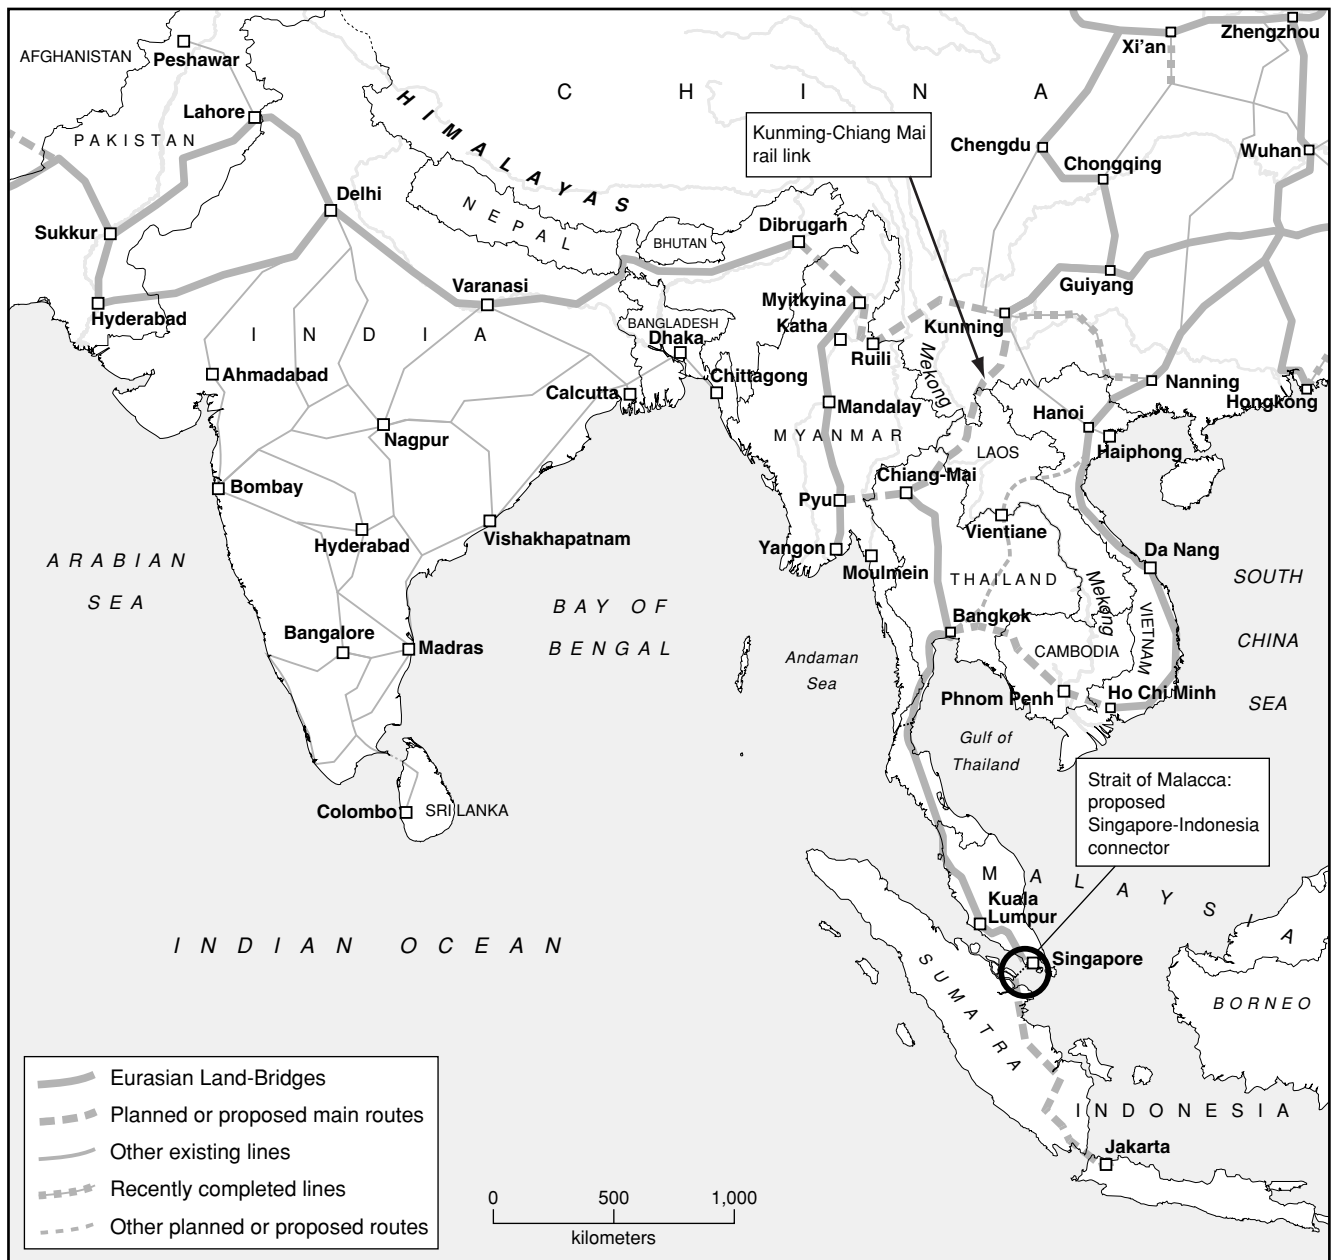 Zhengzhou
Xi'an
AFGHANISTAN
Peshawar
C H I N A
HIMALAYAS
Lahore
PAKISTAN
Kunming-Chiang Mai
rail link
Chengdu
Chongqing
Wuhan
Delhi
NEPAL
Sukkur
Dibrugarh
BHUTAN
Guiyang
Varanasi
Myitkyina
Hyderabad
INDIA
BANGLADESH
Dhaka
Katha
Kunming
Ruili
Mekong
Ahmadabad
Calcutta
Chittagong
Nanning
Hongkong
Mandalay
Hanoi
Nagpur
MYANMAR
Haiphong
LAOS
Chiang-Mai
Bombay
Pyu
Hyderabad
Vishakhapatnam
Vientiane
Yangon
Moulmein
Da Nang
ARABIAN
SEA
THAILAND
Mekong
VIETNAM
SOUTH
CHINA
SEA
BAY OF
BENGAL
Bangkok
Bangalore
Madras
Andaman
Sea
CAMBODIA
Phnom Penh
Ho Chi Minh
Gulf of
Thailand
Strait of Malacca:
proposed
Singapore-Indonesia
connector
Colombo
SRI LANKA
MALAYSIA
Kuala
Lumpur
INDIAN OCEAN
Singapore
SUMATRA
BORNEO
INDONESIA
Jakarta
Eurasian Land-Bridges
Planned or proposed main routes
Other existing lines
Recently completed lines
Other planned or proposed routes
0 500 1,000
kilometers